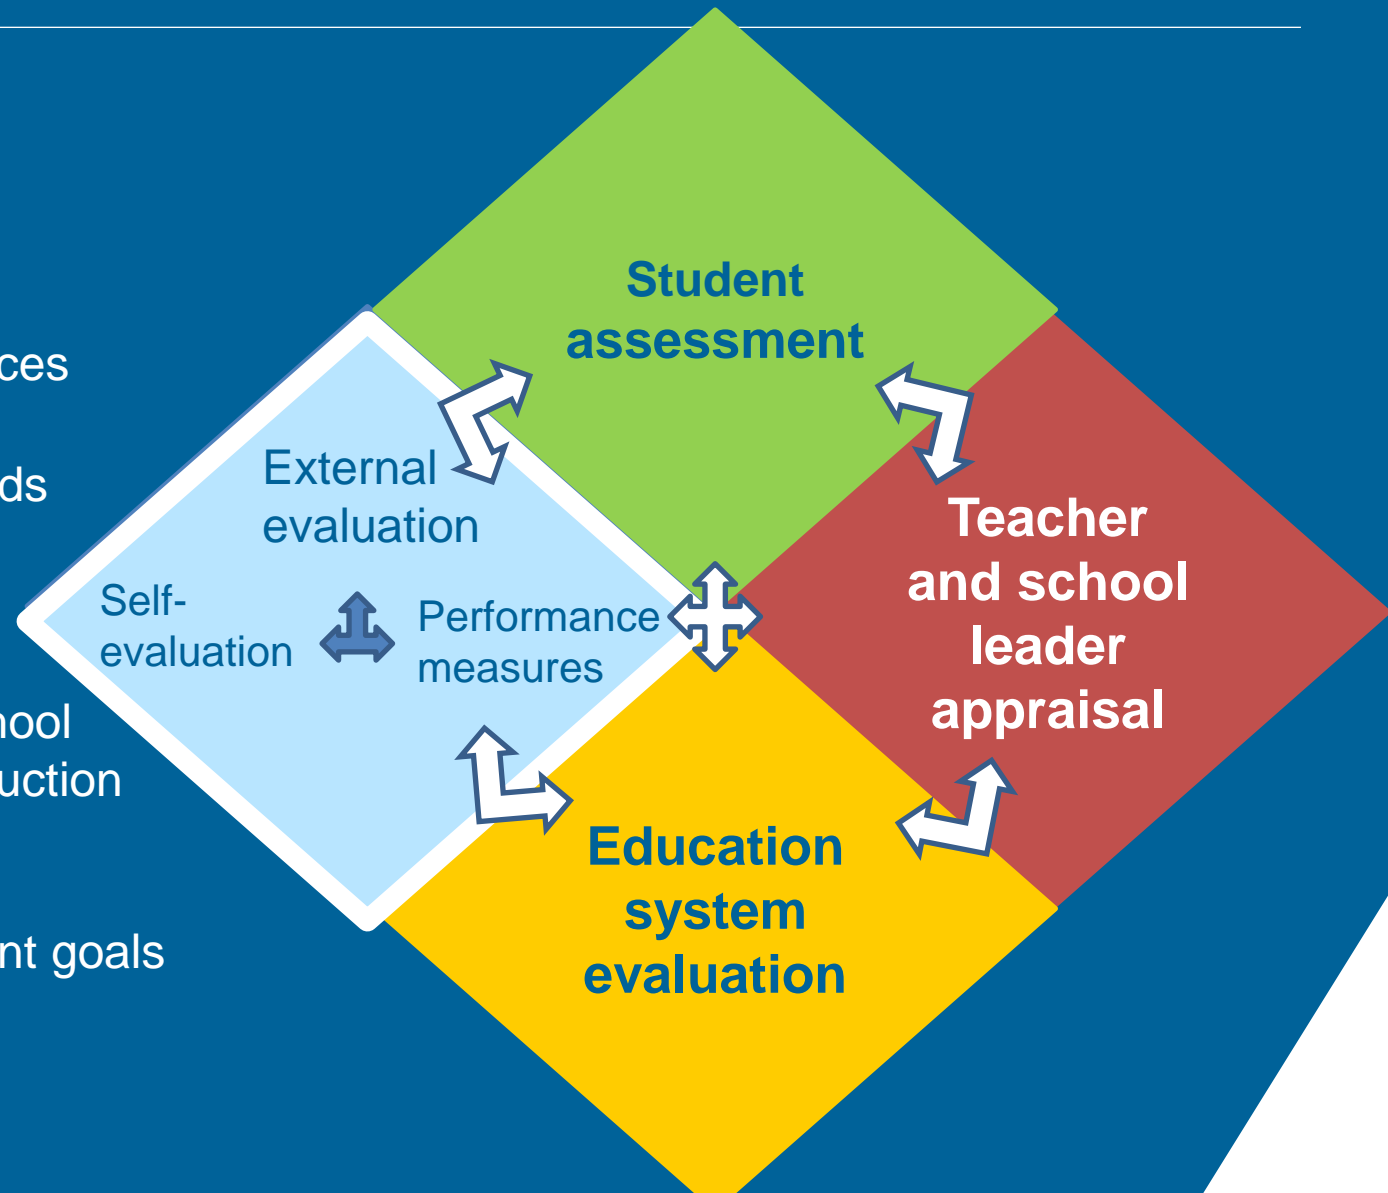 Student
assessment
ces
ds
hool
uction
nt goals
External
evaluation
Self-
evaluation
Performance
measures
Teacher
and school
leader
appraisal
Education
system
evaluation